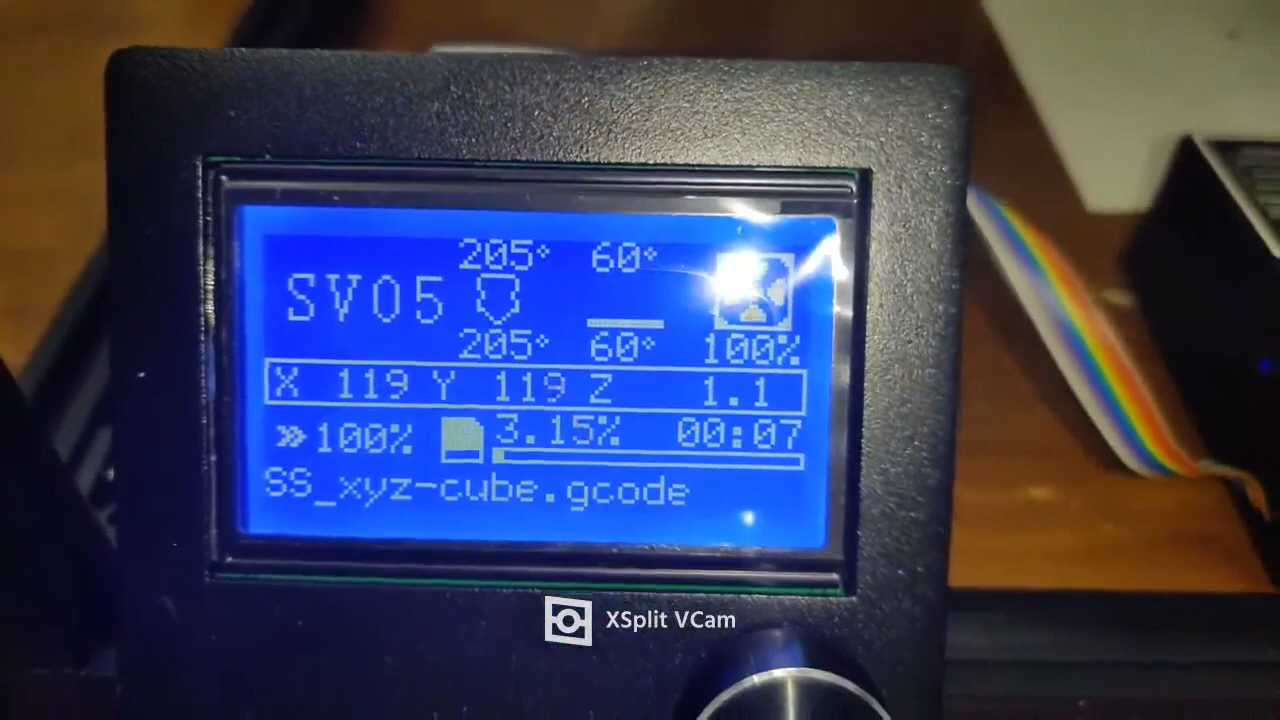 205° 60°
SV05
205° 60° 100%
X 119 Y 119 Z 1.1
»100% 3.15% 00:07
SS_xyz-cube.gcode
XSplit VCam